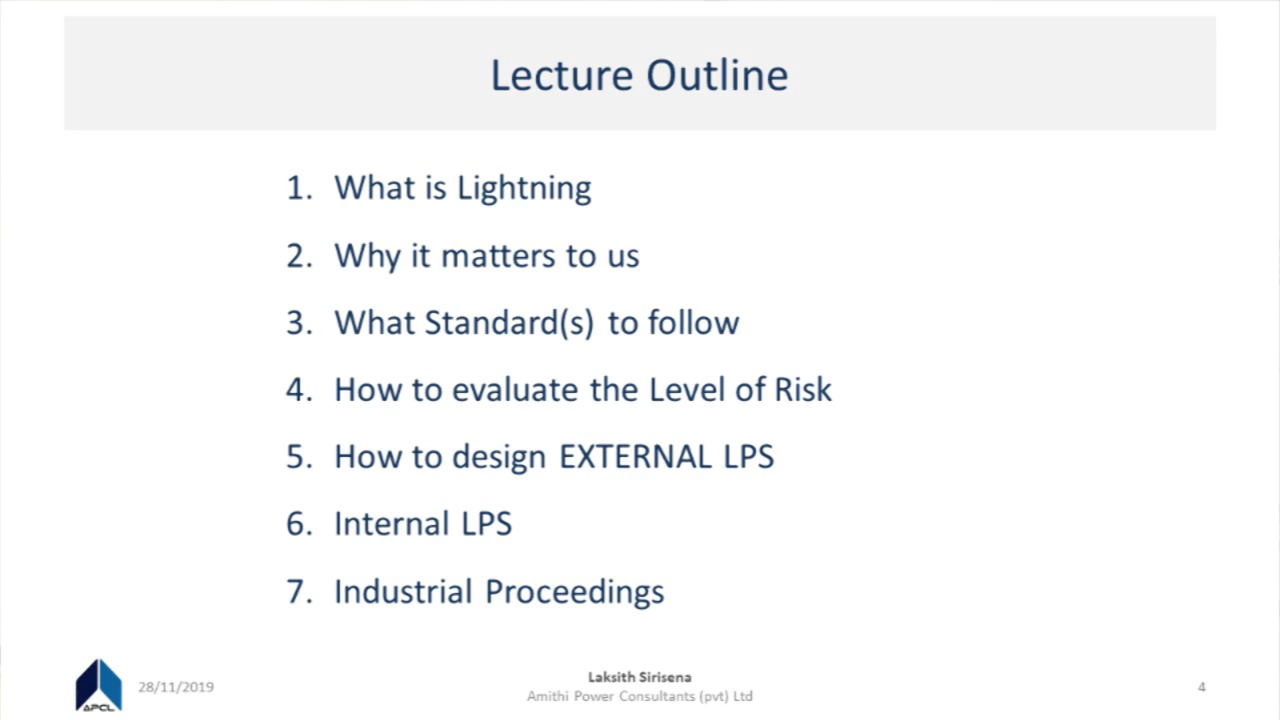 Lecture Outline
1. What is Lightning
2. Why it matters to us
3. What Standard(s) to follow
4. How to evaluate the Level of Risk
5. How to design EXTERNAL LPS
6. Internal LPS
7. Industrial Proceedings
APCL
28/11/2019
Laksith Sirisena
Amithi Power Consultants (pvt) Ltd
4